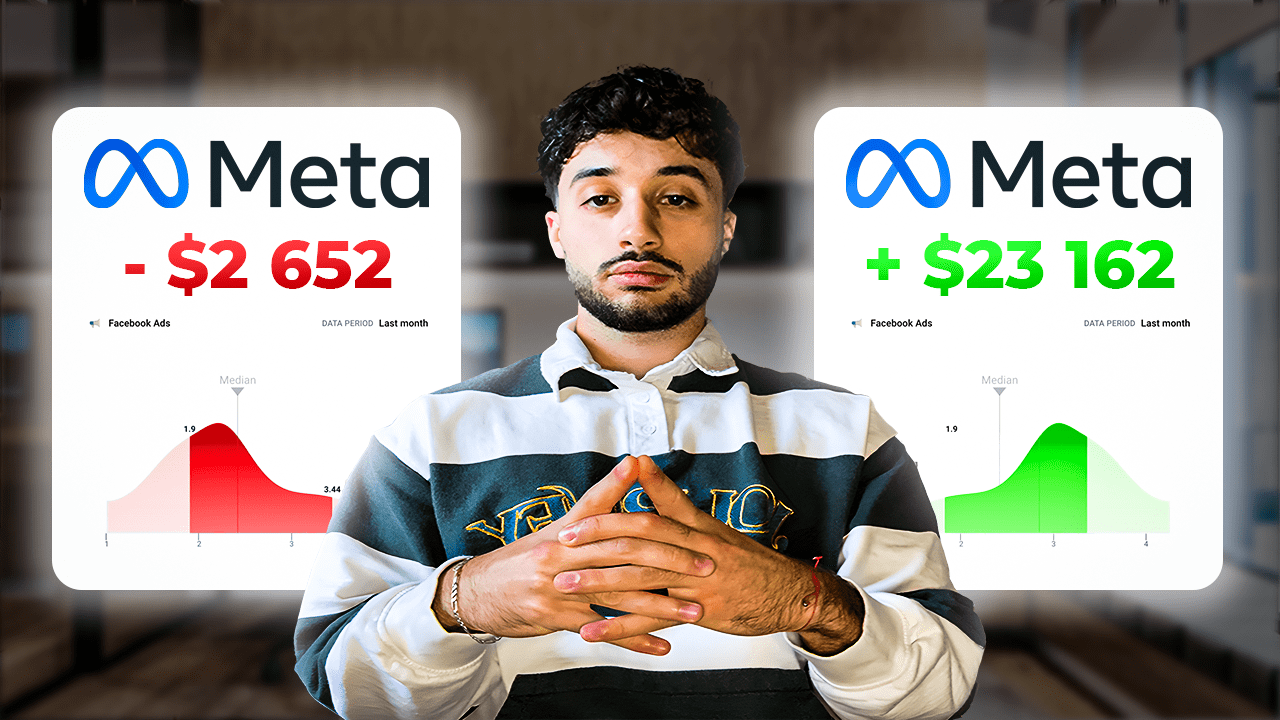 Meta
- $2 652
Facebook Ads
DATA PERIOD Last month
Median
1.9
3.44
1 2 3
Meta
+ $23 162
Facebook Ads
DATA PERIOD Last month
Median
1.9
2 3 4